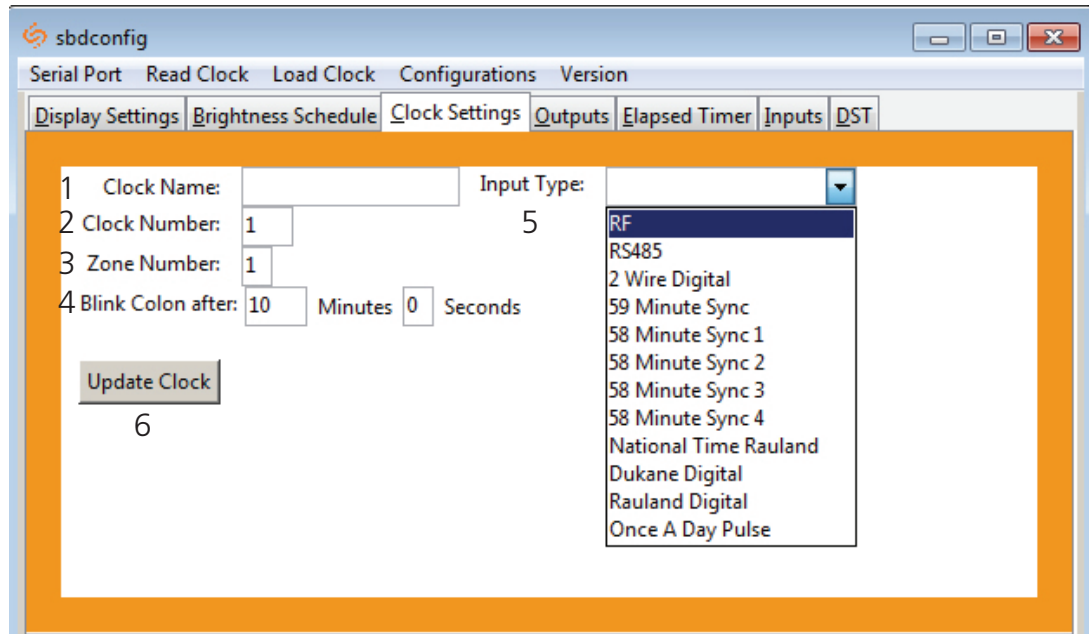 sbdconfig
Serial Port Read Clock Load Clock Configurations Version
Display Settings Brightness Schedule Clock Settings Outputs Elapsed Timer Inputs DST
1 Clock Name: Input Type:
2 Clock Number: 1 5
3 Zone Number: 1
4 Blink Colon after: 10 Minutes 0 Seconds
Update Clock
6
RF
RS485
2 Wire Digital
59 Minute Sync
58 Minute Sync 1
58 Minute Sync 2
58 Minute Sync 3
58 Minute Sync 4
National Time Rauland
Dukane Digital
Rauland Digital
Once A Day Pulse